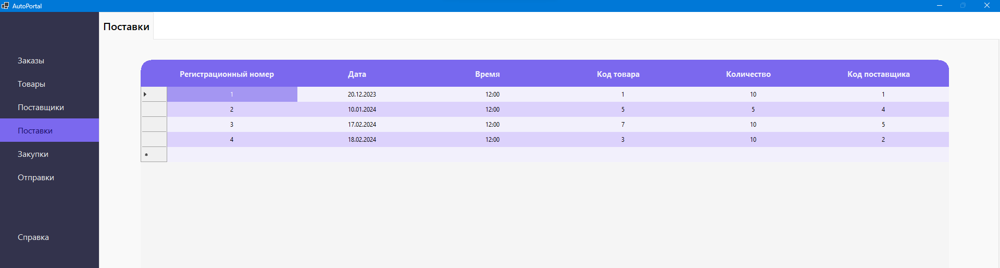 AutoPortal
Поставки
Заказы
Товары
Поставщики
Поставки
Закупки
Отправки
Справка
Регистрационный номер Дата Время Код товара Количество Код поставщика
1 20.12.2023 12:00 1 10 1
2 10.01.2024 12:00 5 5 4
3 17.02.2024 12:00 7 10 5
4 18.02.2024 12:00 3 10 2